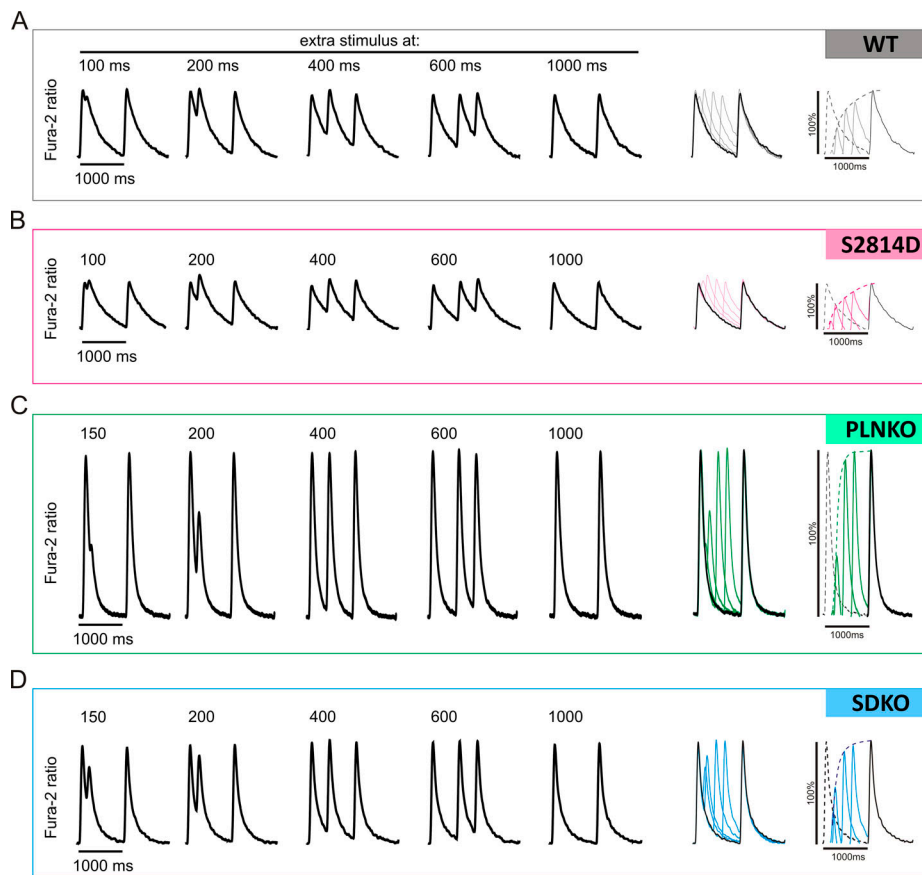 A
extra stimulus at:
WT
100 ms 200 ms 400 ms 600 ms 1000 ms
Fura-2 ratio
100%
1000 ms
1000ms
B
S2814D
100 200 400 600 1000
Fura-2 ratio
100%
1000 ms
1000ms
C
PLNKO
150 200 400 600 1000
Fura-2 ratio
100%
1000 ms
1000ms
D
SDKO
150 200 400 600 1000
Fura-2 ratio
100%
1000 ms
1000ms